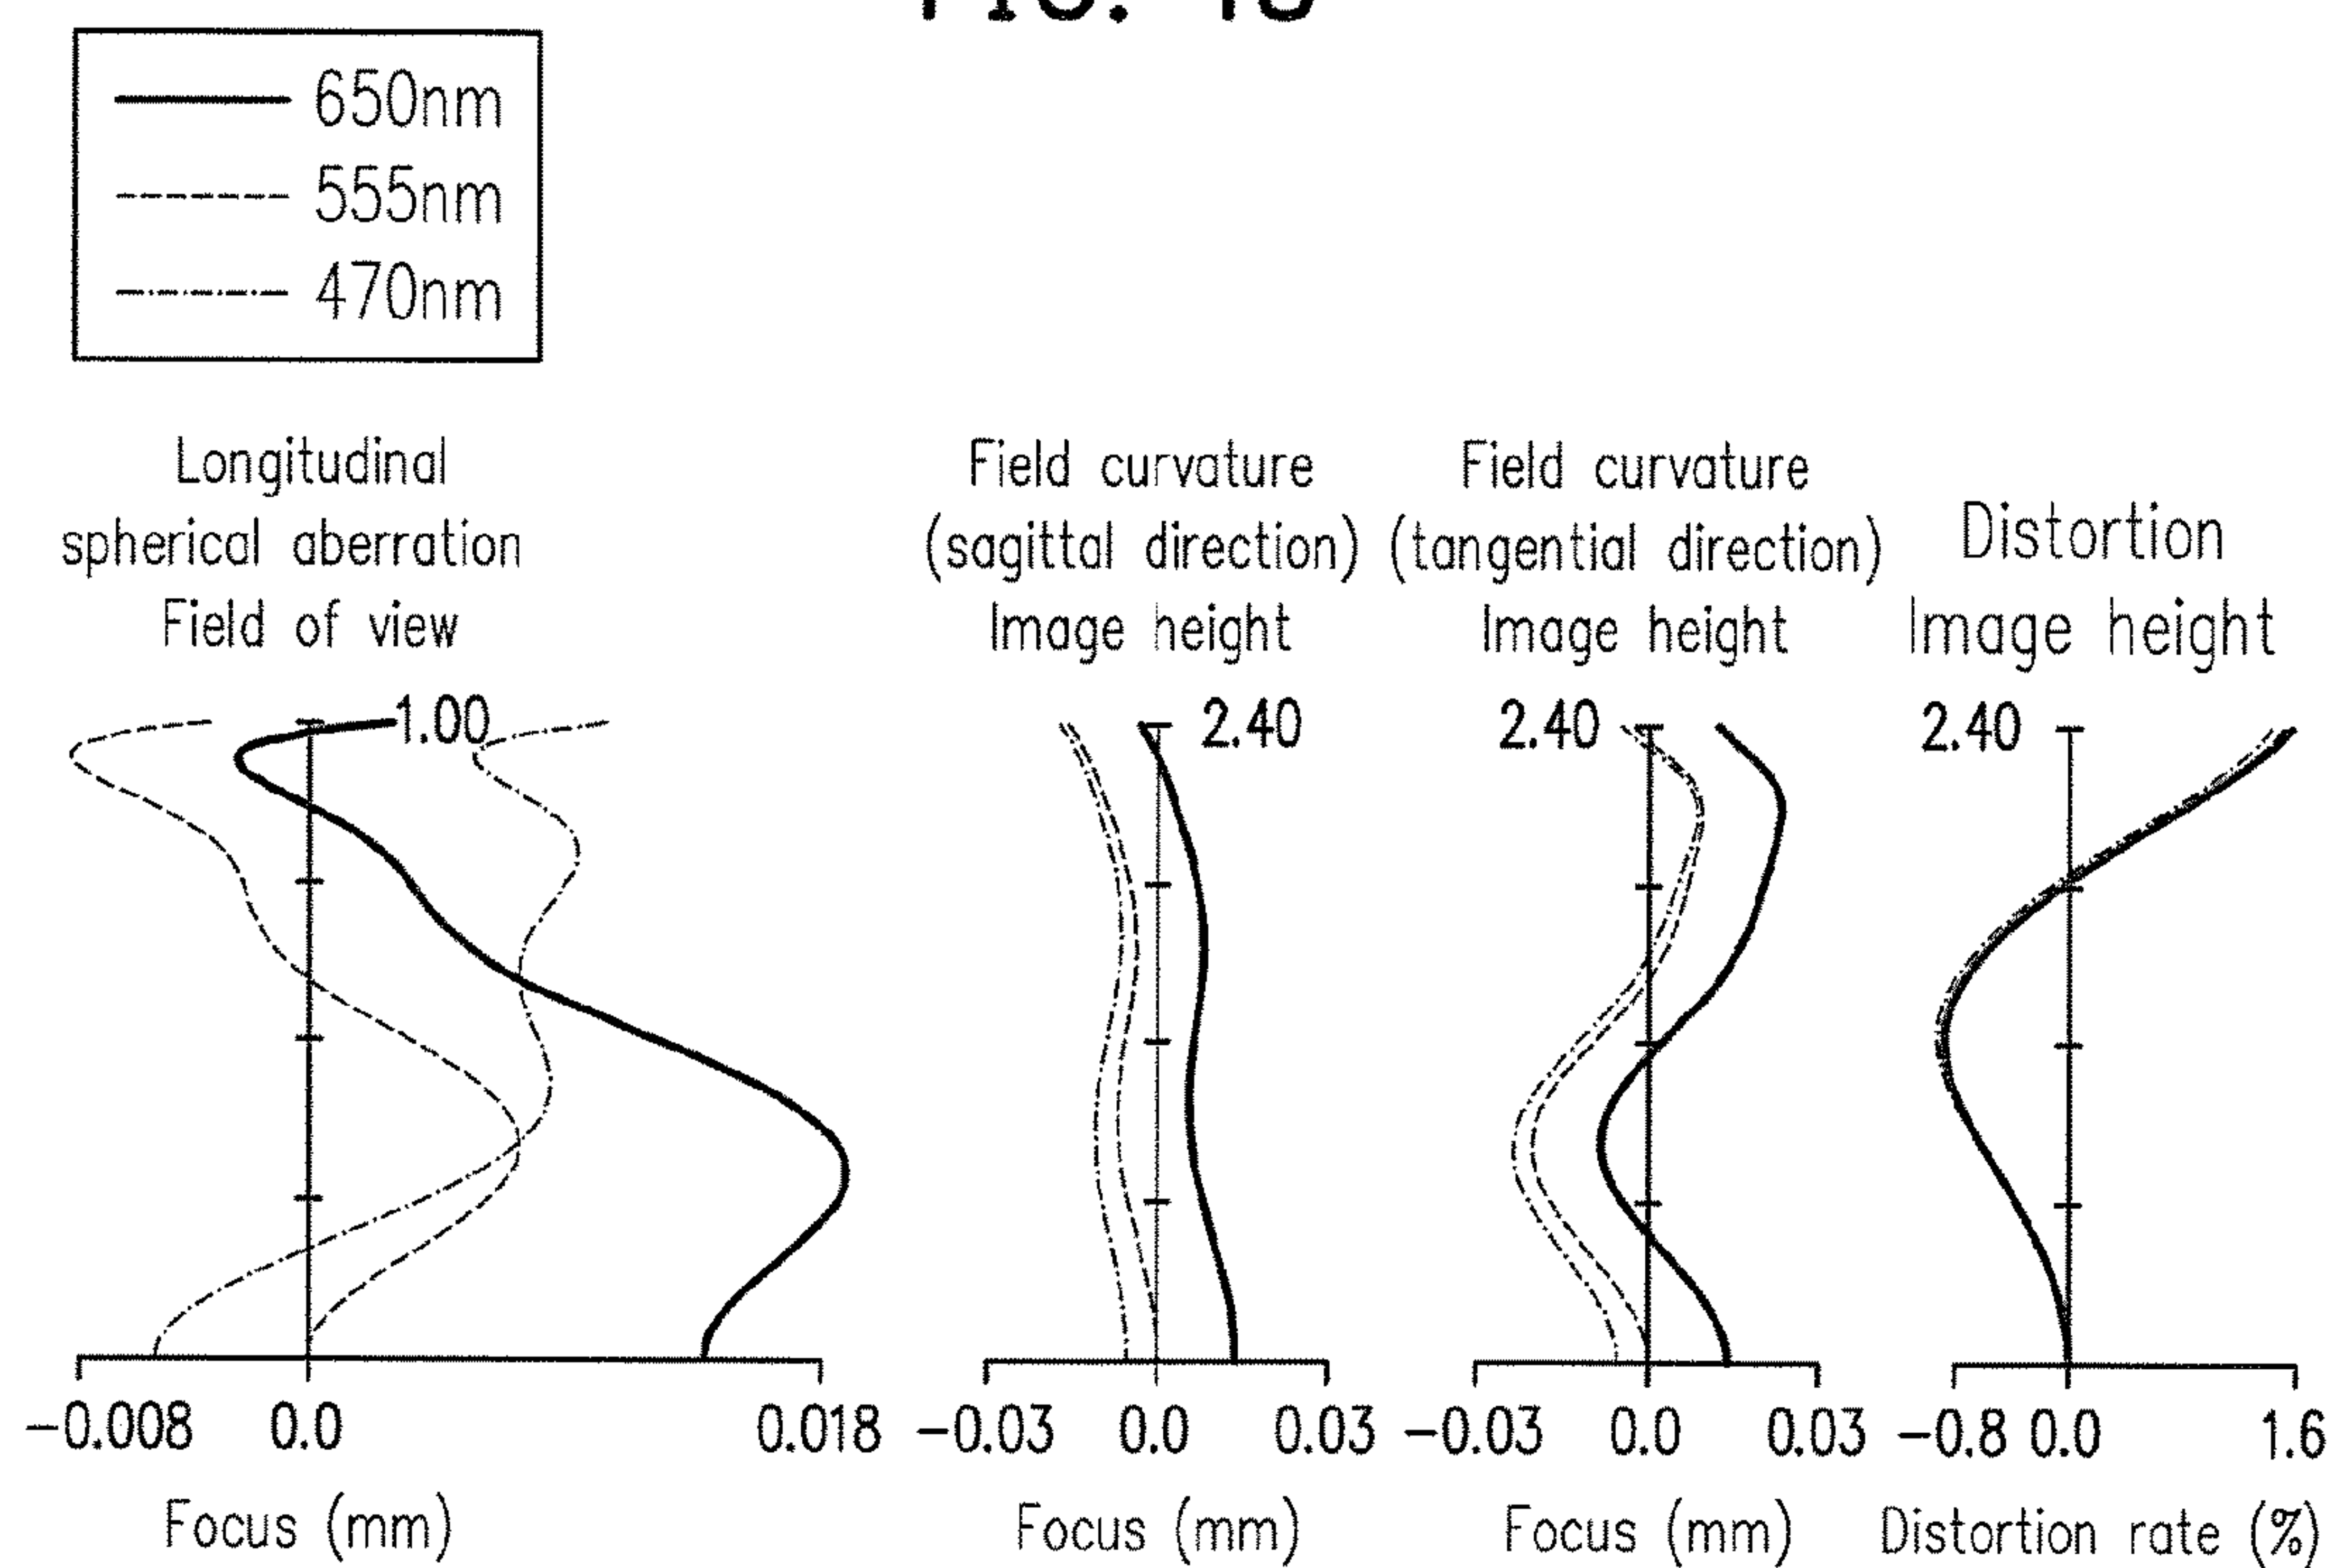 650nm
555nm
470nm
Longitudinal
spherical aberration
Field of view
1.00
-0.008 0.0 0.018
Focus (mm)
Field curvature
(sagittal direction)
Image height
2.40
-0.03 0.0 0.03
Focus (mm)
Field curvature
(tangential direction)
Image height
2.40
-0.03 0.0 0.03
Focus (mm)
Distortion
Image height
2.40
-0.8 0.0 1.6
Distortion rate (%)